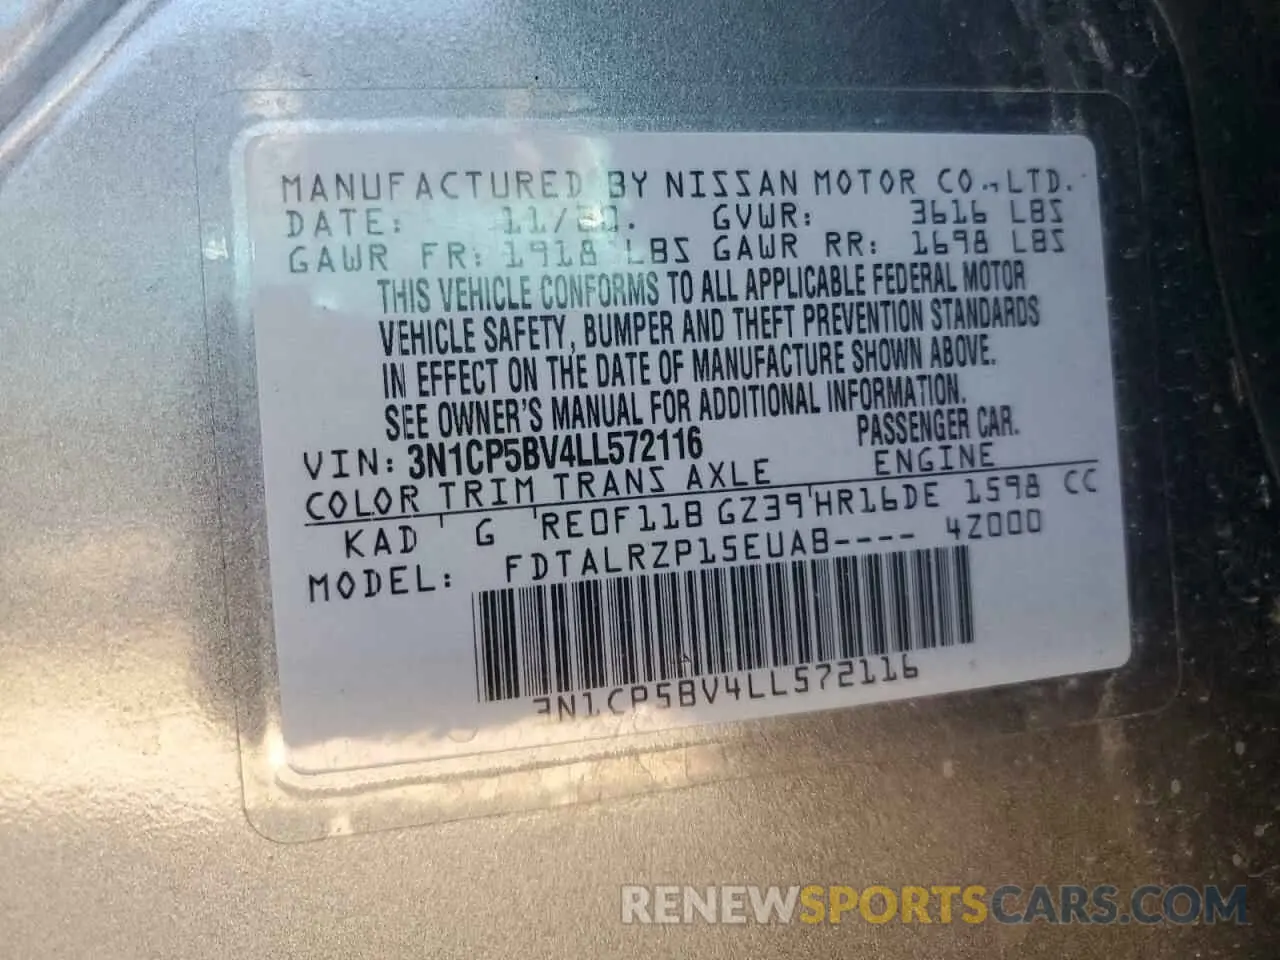 MANUFACTURED BY NISSAN MOTOR CO., LTD.
DATE: 11/20. GVWR: 3616 LBS
GAWR FR: 1918 LBS GAWR RR: 1698 LBS
THIS VEHICLE CONFORMS TO ALL APPLICABLE FEDERAL MOTOR
VEHICLE SAFETY, BUMPER AND THEFT PREVENTION STANDARDS
IN EFFECT ON THE DATE OF MANUFACTURE SHOWN ABOVE.
SEE OWNER'S MANUAL FOR ADDITIONAL INFORMATION.
VIN: 3N1CP5BV4LL572116 PASSENGER CAR.
COLOR TRIM TRANS AXLE ENGINE
KAD G RE0F11B GZ39 HR16DE 1598 CC
MODEL: FDTALRZP15EUAB---- 4Z000
3N1CP5BV4LL572116
RENEWSPORTSCARS.COM